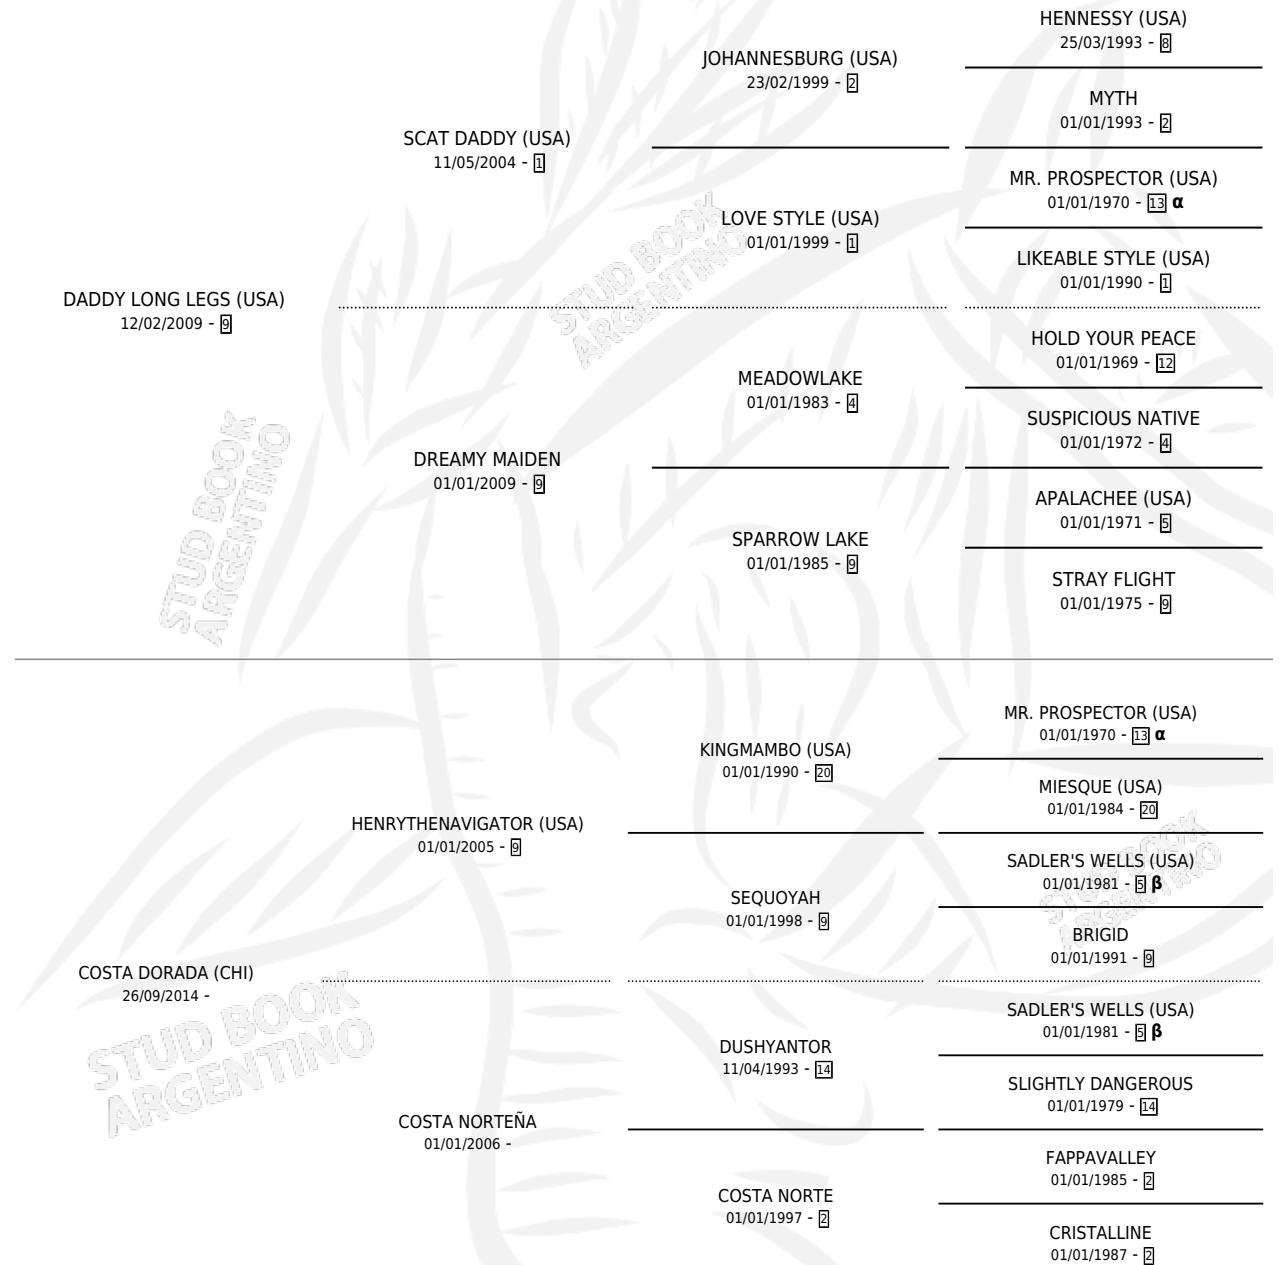 HENNESSY (USA)
25/03/1993 - 8
JOHANNESBURG (USA)
23/02/1999 - 2
MYTH
01/01/1993 - 2
SCAT DADDY (USA)
11/05/2004 - 1
MR. PROSPECTOR (USA)
01/01/1970 - 13 α
LOVE STYLE (USA)
01/01/1999 - 1
LIKEABLE STYLE (USA)
01/01/1990 - 1
DADDY LONG LEGS (USA)
12/02/2009 - 9
HOLD YOUR PEACE
01/01/1969 - 12
MEADOWLAKE
01/01/1983 - 4
SUSPICIOUS NATIVE
01/01/1972 - 4
DREAMY MAIDEN
01/01/2009 - 9
APALACHEE (USA)
01/01/1971 - 5
SPARROW LAKE
01/01/1985 - 9
STRAY FLIGHT
01/01/1975 - 9
MR. PROSPECTOR (USA)
01/01/1970 - 13 α
KINGMAMBO (USA)
01/01/1990 - 20
MIESQUE (USA)
01/01/1984 - 20
HENRYTHENAVIGATOR (USA)
01/01/2005 - 9
SADLER'S WELLS (USA)
01/01/1981 - 5 β
SEQUOYAH
01/01/1998 - 9
BRIGID
01/01/1991 - 9
COSTA DORADA (CHI)
26/09/2014 -
SADLER'S WELLS (USA)
01/01/1981 - 5 β
DUSHYANTOR
11/04/1993 - 14
SLIGHTLY DANGEROUS
01/01/1979 - 14
COSTA NORTEÑA
01/01/2006 -
FAPPAVALLEY
01/01/1985 - 2
COSTA NORTE
01/01/1997 - 2
CRISTALLINE
01/01/1987 - 2
STUD BOOK
ARGENTINO
STUD BOOK
ARGENTINO
STUD BOOK
ARGENTINO
STUD BOOK
ARGENTINO